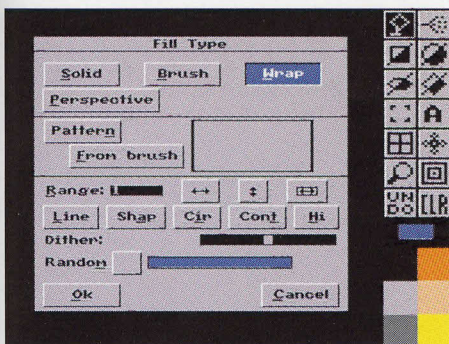 Fill Type
Solid Brush Wrap
Perspective
Pattern
From brush
Range:
Line Shap Cir Cont Hi
Dither:
Random
Ok Cancel
A
UN
DO CLR